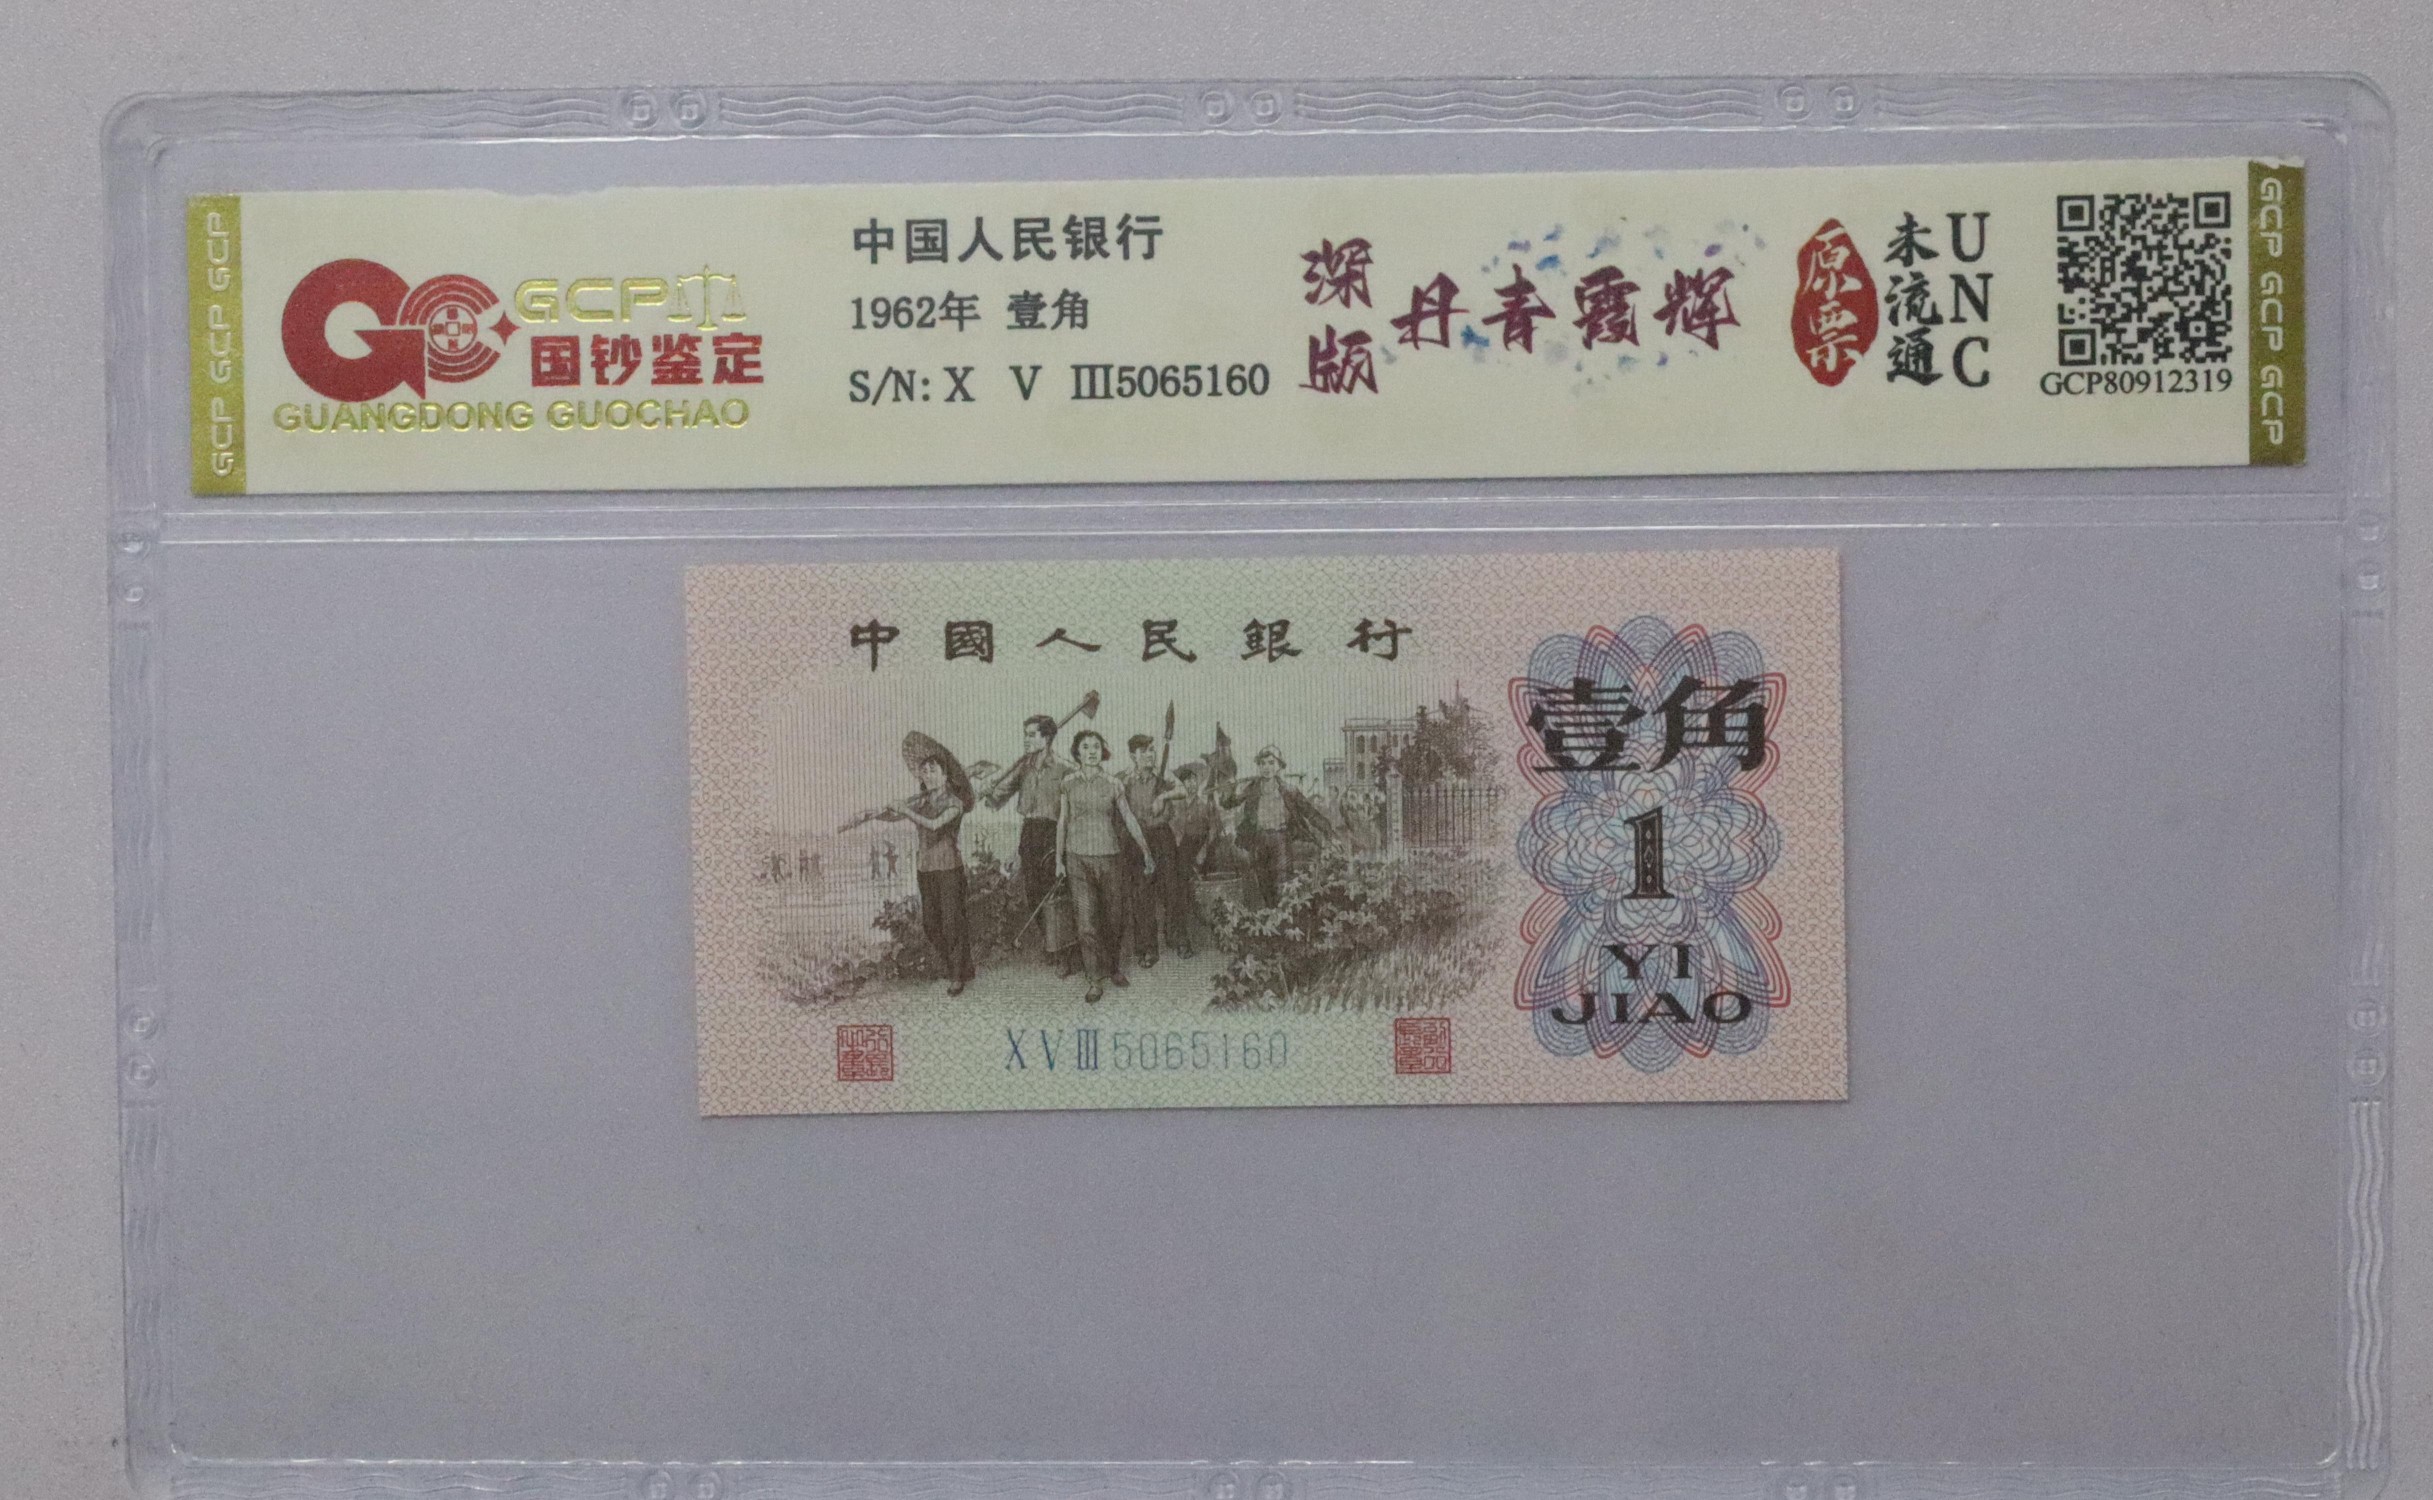 GCP GCP GCP
GCP
国钞鉴定
GUANGDONG GUOCHAO
中国人民银行
1962年 壹角
S/N: X V III5065160
深版
丹青霞辉
原票
未流通
UNC
GCP80912319
GCP GCP GCP
中國人民銀行
壹角
1
YI
JIAO
X V III 5065160